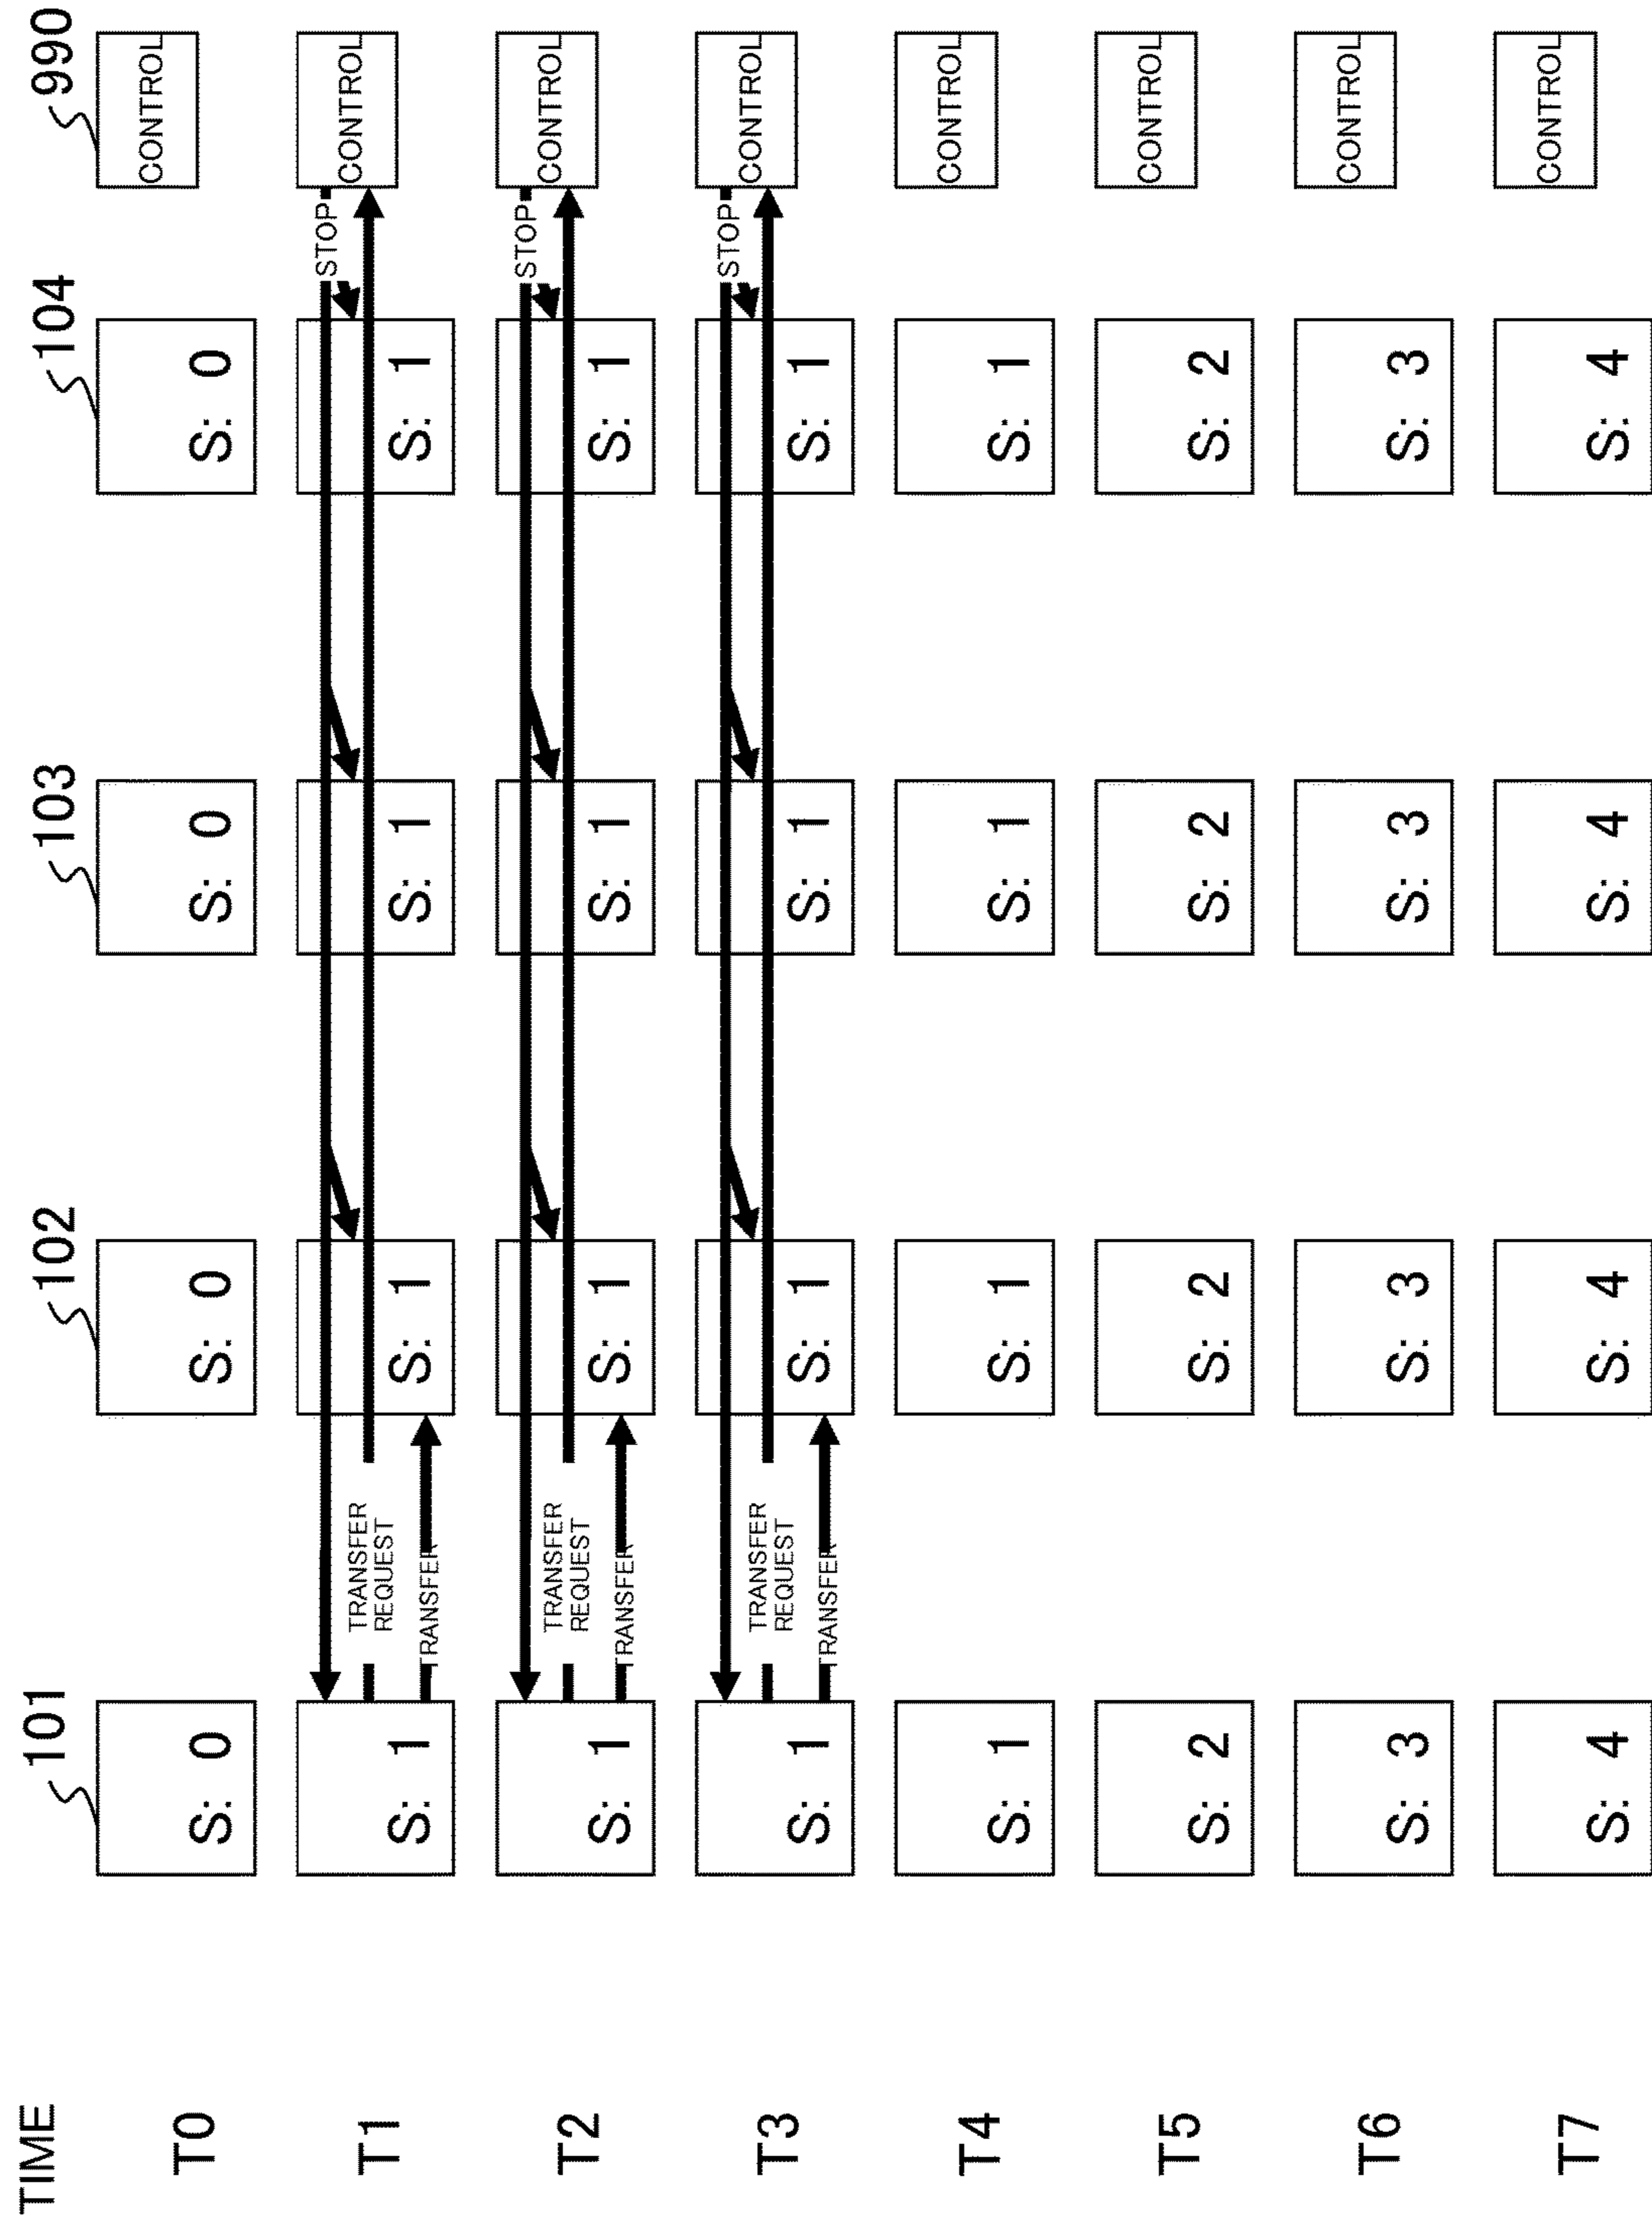 TIME 101 102 103 104 990
T0 S: 0 S: 0 S: 0 S: 0 CONTROL
STOP
T1 S: 1 S: 1 S: 1 S: 1 CONTROL
TRANSFER
REQUEST
TRANSFER
STOP
T2 S: 1 S: 1 S: 1 S: 1 CONTROL
TRANSFER
REQUEST
TRANSFER
STOP
T3 S: 1 S: 1 S: 1 S: 1 CONTROL
TRANSFER
REQUEST
TRANSFER
T4 S: 1 S: 1 S: 1 S: 1 CONTROL
T5 S: 2 S: 2 S: 2 S: 2 CONTROL
T6 S: 3 S: 3 S: 3 S: 3 CONTROL
T7 S: 4 S: 4 S: 4 S: 4 CONTROL